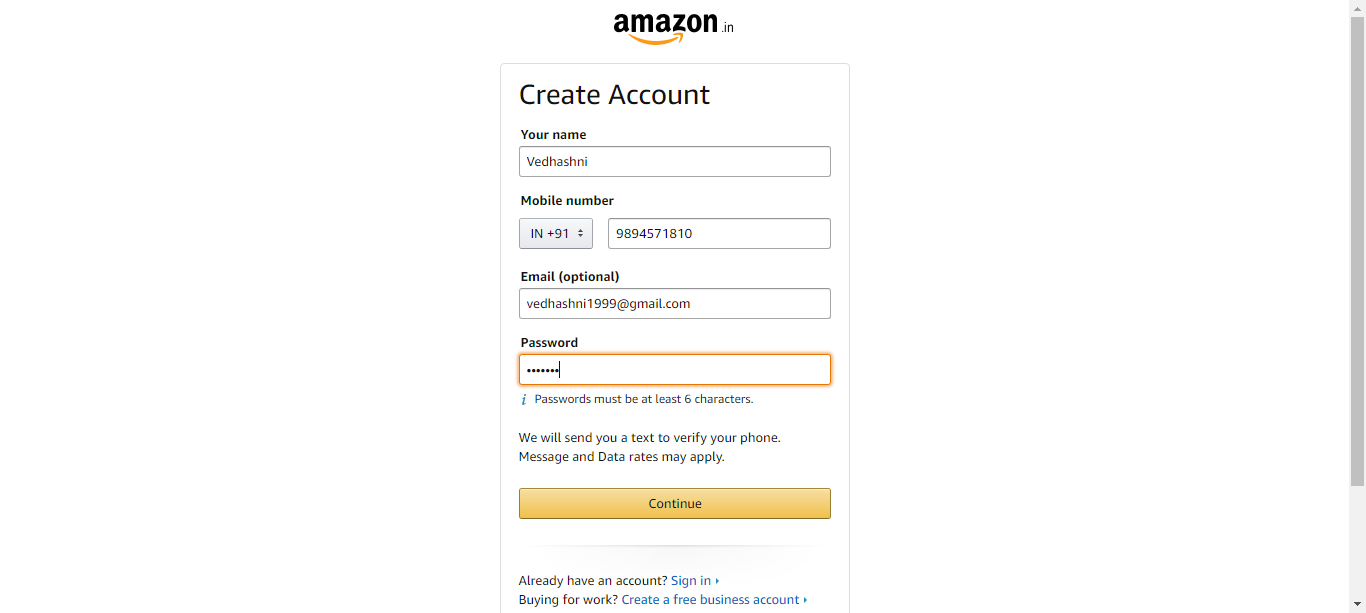 amazon.in
Create Account
Your name
Vedhashni
Mobile number
IN +91 9894571810
Email (optional)
vedhashni1999@gmail.com
Password
•••••••
i Passwords must be at least 6 characters.
We will send you a text to verify your phone.
Message and Data rates may apply.
Continue
Already have an account? Sign in
Buying for work? Create a free business account